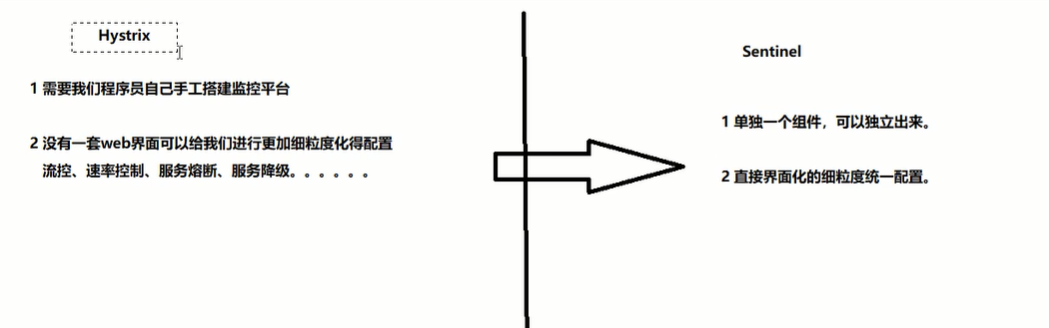 Hystrix
1 需要我们程序员自己手工搭建监控平台
2 没有一套web界面可以给我们进行更加细粒度化得配置
流控、速率控制、服务熔断、服务降级。。。。。。
Sentinel
1 单独一个组件，可以独立出来。
2 直接界面化的细粒度统一配置。